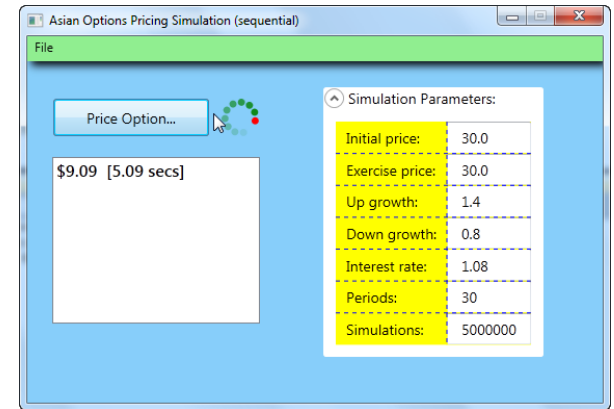 Asian Options Pricing Simulation (sequential)
File
Price Option...
$9.09 [5.09 secs]
Simulation Parameters:
Initial price: 30.0
Exercise price: 30.0
Up growth: 1.4
Down growth: 0.8
Interest rate: 1.08
Periods: 30
Simulations: 5000000